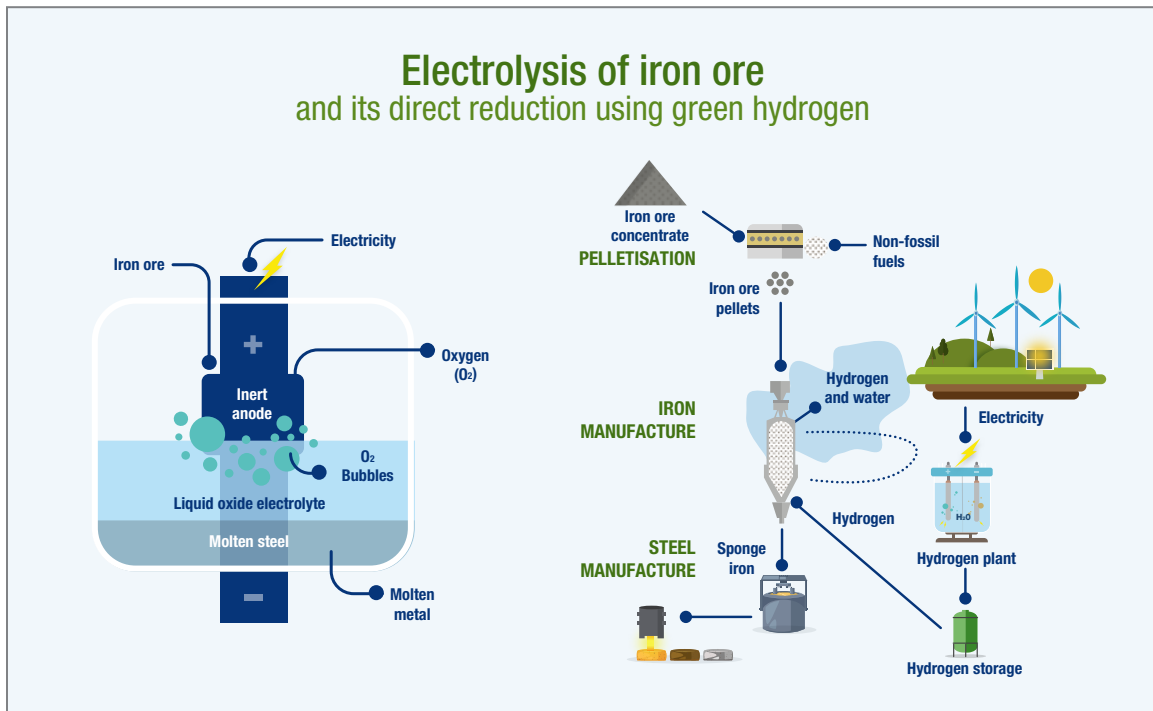 Electrolysis of iron ore
and its direct reduction using green hydrogen
Electricity
Iron ore
+
Oxygen
(O₂)
Inert
anode
O₂
Bubbles
Liquid oxide electrolyte
Molten steel
–
Molten
metal
Iron ore
concentrate
PELLETISATION
Non-fossil
fuels
Iron ore
pellets
Hydrogen
and water
IRON
MANUFACTURE
Electricity
+ –
H₂O
Hydrogen
Hydrogen plant
STEEL
MANUFACTURE
Sponge
iron
Hydrogen storage